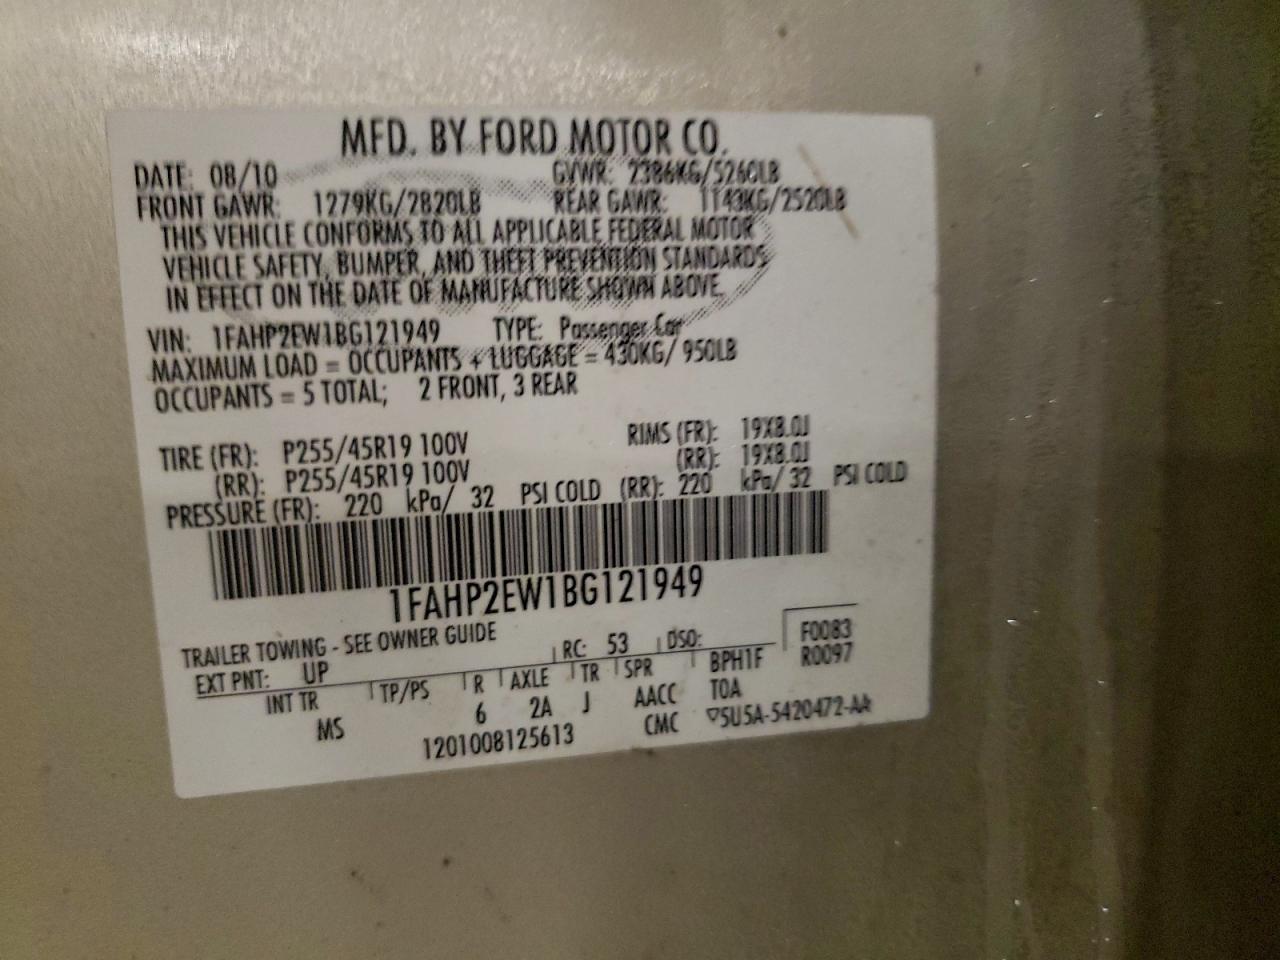 MFD. BY FORD MOTOR CO.
DATE: 08/10 GVWR: 2386KG/5260LB
FRONT GAWR: 1279KG/2820LB REAR GAWR: 1143KG/2520LB
THIS VEHICLE CONFORMS TO ALL APPLICABLE FEDERAL MOTOR
VEHICLE SAFETY, BUMPER, AND THEFT PREVENTION STANDARDS
IN EFFECT ON THE DATE OF MANUFACTURE SHOWN ABOVE.
VIN: 1FAHP2EW1BG121949 TYPE: Passenger Car
MAXIMUM LOAD = OCCUPANTS + LUGGAGE = 430KG/ 950LB
OCCUPANTS = 5 TOTAL; 2 FRONT, 3 REAR
TIRE (FR): P255/45R19 100V RIMS (FR): 19X8.0J
(RR): P255/45R19 100V (RR): 19X8.0J
PRESSURE (FR): 220 kPa/ 32 PSI COLD (RR): 220 kPa/ 32 PSI COLD
1FAHP2EW1BG121949
TRAILER TOWING - SEE OWNER GUIDE
EXT PNT: UP RC: 53 DSO: F0083
R0097
INT TR TP/PS R AXLE TR SPR BPH1F
MS 6 2A J AACC TOA
1201008125613 CMC ▽5U5A-5420472-AA